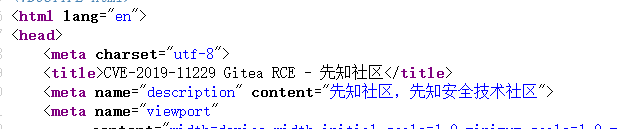 <html lang="en">
<head>
<meta charset="utf-8">
<title>CVE-2019-11229 Gitea RCE - 先知社区</title>
<meta name="description" content="先知社区，先知安全技术社区">
<meta name="viewport"